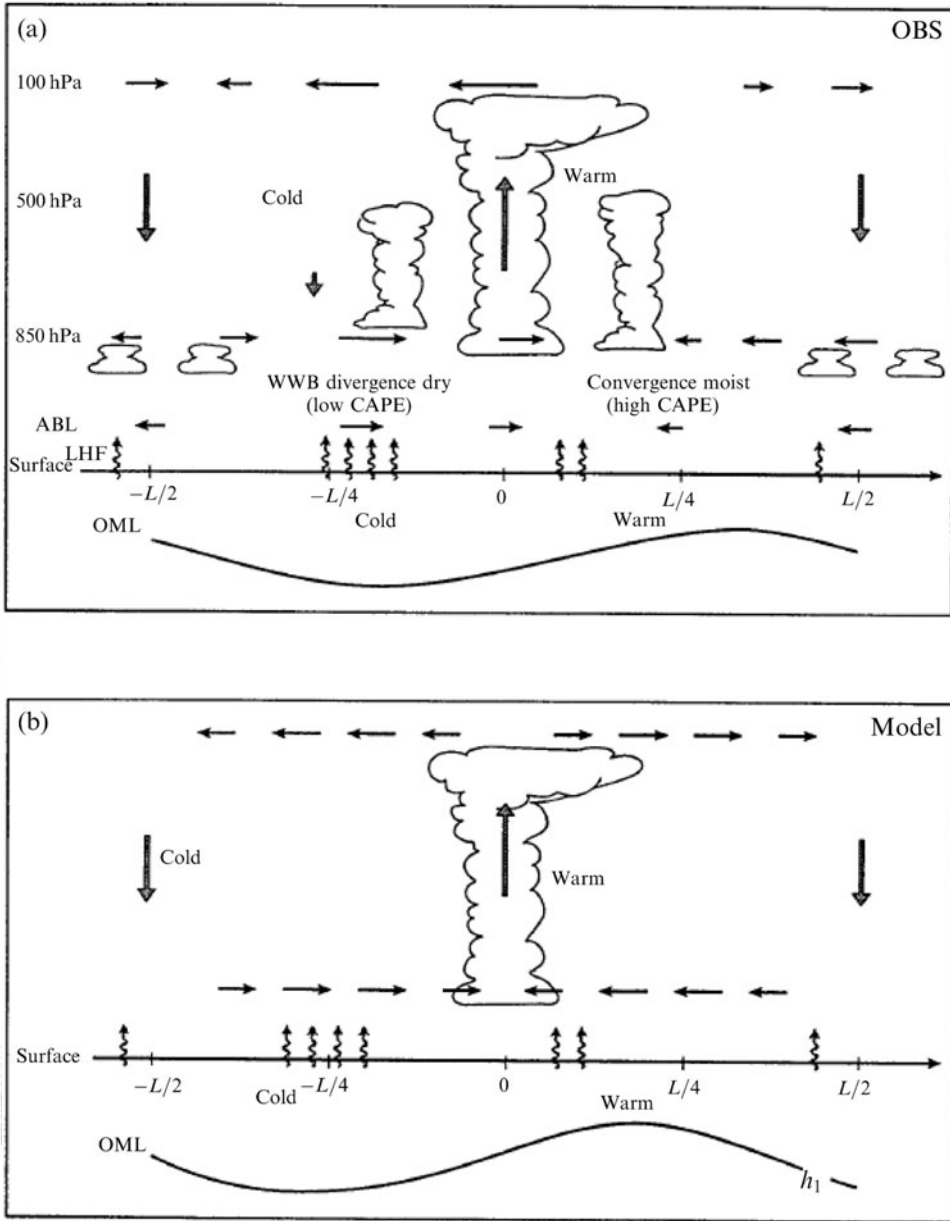 (a) OBS
100 hPa
Warm
500 hPa
Cold
850 hPa
WWB divergence dry Convergence moist
(low CAPE) (high CAPE)
ABL
LHF
Surface
−L/2 −L/4 0 L/4 L/2
Cold Warm
OML
(b) Model
Cold
Warm
Surface
−L/2 −L/4 0 L/4 L/2
Cold Warm
OML
h₁